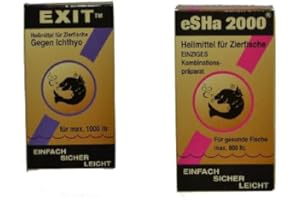 EXIT™
Heilmittel für Zierfische
Gegen Ichthyo
für max. 1000 ltr.
EINFACH
SICHER
LEICHT
eSHa 2000®
Heilmittel für Zierfische
EINZIGES
Kombinations-
präparat.
Für gesunde Fische
max. 800 ltr.
EINFACH
SICHER
LEICHT